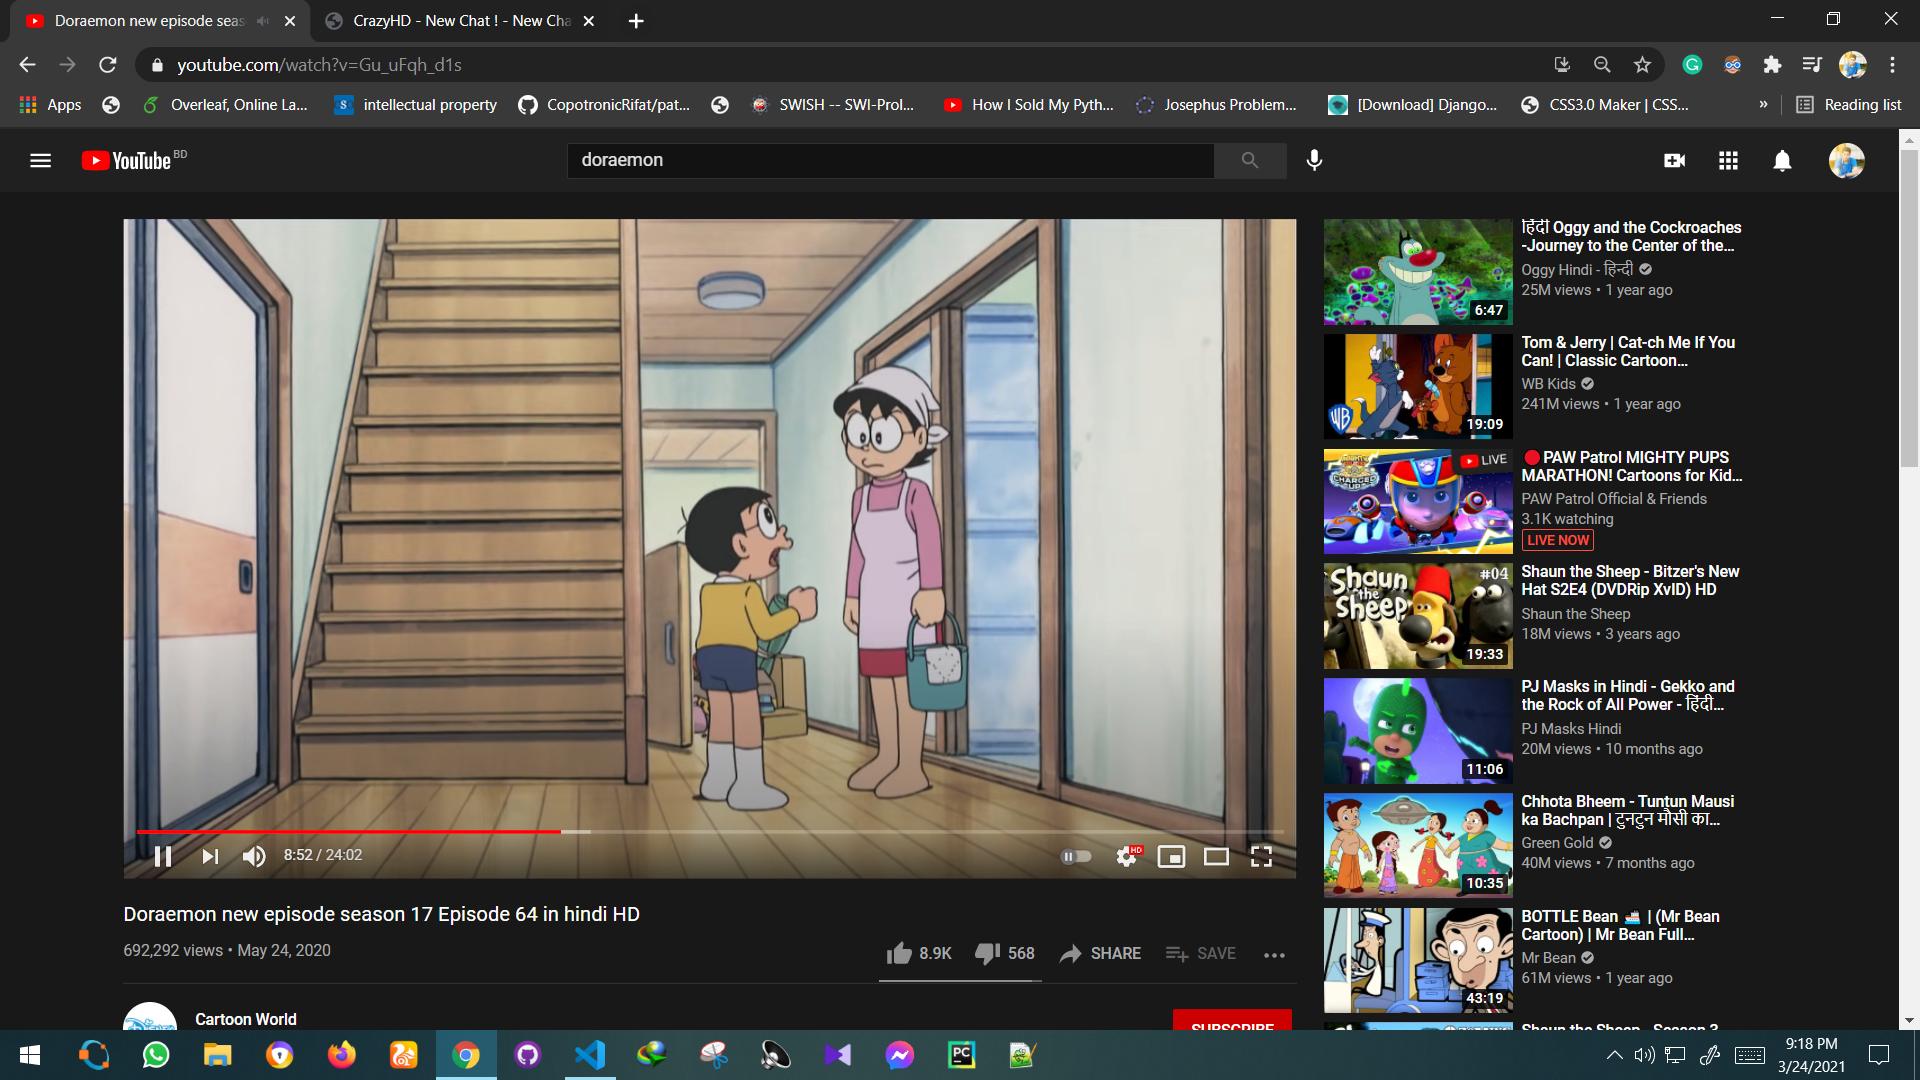 Doraemon new episode seas
CrazyHD - New Chat ! - New Cha
youtube.com/watch?v=Gu_uFqh_d1s
Apps
Overleaf, Online La...
intellectual property
CopotronicRifat/pat...
SWISH -- SWI-Prol...
How I Sold My Pyth...
Josephus Problem...
[Download] Django...
CSS3.0 Maker | CSS...
»
Reading list
YouTube BD
doraemon
8:52 / 24:02
HD
Doraemon new episode season 17 Episode 64 in hindi HD
692,292 views • May 24, 2020
8.9K
568
SHARE
SAVE
Cartoon World
SUBSCRIBE
6:47
हिंदी Oggy and the Cockroaches
-Journey to the Center of the...
Oggy Hindi - हिन्दी
25M views • 1 year ago
WB
19:09
Tom & Jerry | Cat-ch Me If You
Can! | Classic Cartoon...
WB Kids
241M views • 1 year ago
CHARGED UP
LIVE
PAW Patrol MIGHTY PUPS
MARATHON! Cartoons for Kid...
PAW Patrol Official & Friends
3.1K watching
LIVE NOW
Shaun the Sheep
#04
19:33
Shaun the Sheep - Bitzer's New
Hat S2E4 (DVDRip XvID) HD
Shaun the Sheep
18M views • 3 years ago
11:06
PJ Masks in Hindi - Gekko and
the Rock of All Power - हिंदी...
PJ Masks Hindi
20M views • 10 months ago
10:35
Chhota Bheem - Tuntun Mausi
ka Bachpan | टुनटुन मौसी का...
Green Gold
40M views • 7 months ago
43:19
BOTTLE Bean 🚢 | (Mr Bean
Cartoon) | Mr Bean Full...
Mr Bean
61M views • 1 year ago
Shaun the Sheep - Season 3
PC
9:18 PM
3/24/2021